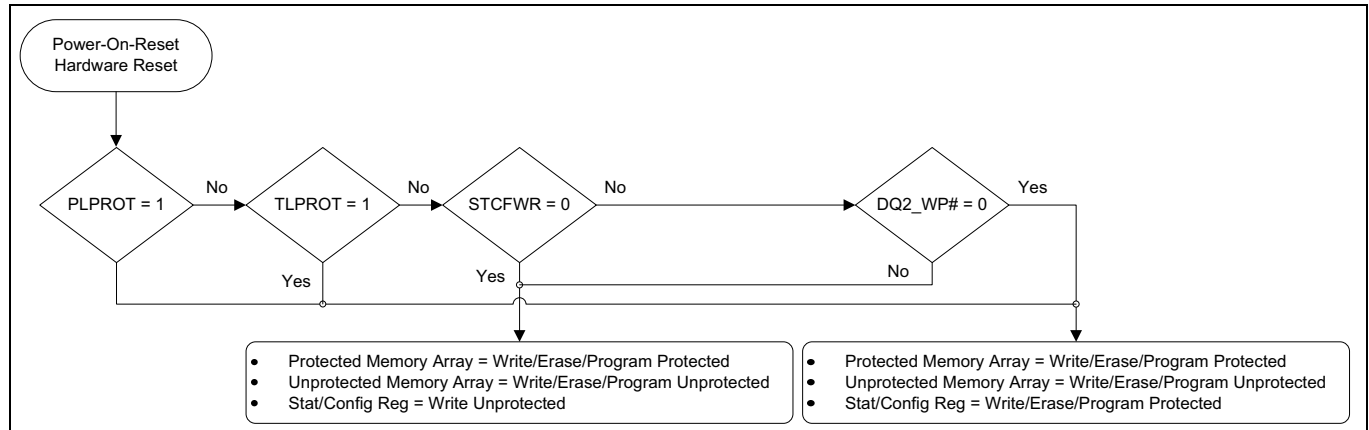 Power-On-Reset
Hardware Reset
PLPROT = 1
No
TLPROT = 1
No
STCFWR = 0
No
DQ2_WP# = 0
Yes
Yes
Yes
No
• Protected Memory Array = Write/Erase/Program Protected
• Unprotected Memory Array = Write/Erase/Program Unprotected
• Stat/Config Reg = Write Unprotected
• Protected Memory Array = Write/Erase/Program Protected
• Unprotected Memory Array = Write/Erase/Program Unprotected
• Stat/Config Reg = Write/Erase/Program Protected